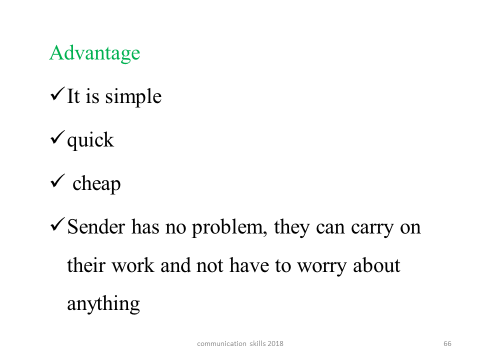 Advantage
✓It is simple
✓quick
✓ cheap
✓Sender has no problem, they can carry on
their work and not have to worry about
anything
communication skills 2018
66